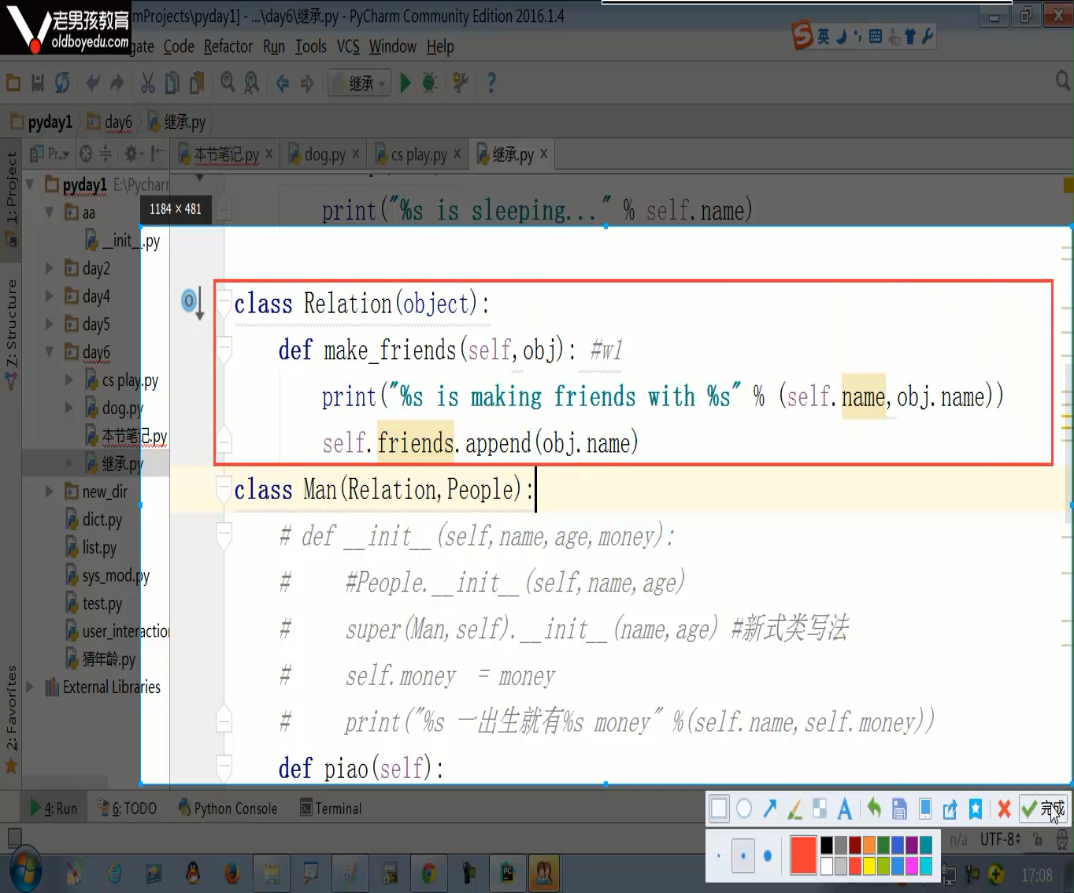 老男孩教育
oldboyedu.com
mProjects\pyday1] - ...\day6\继承.py - PyCharm Community Edition 2016.1.4
英
gate Code Refactor Run Tools VCS Window Help
继承
pyday1 day6 继承.py
1: Project
Pr..
本节笔记.py dog.py cs play.py 继承.py
pyday1 E:\Pycharm
1184 × 481
aa
__init__.py
day2
day4
day5
day6
cs play.py
dog.py
本节笔记.py
继承.py
new_dir
dict.py
list.py
sys_mod.py
test.py
user_interaction
猜年龄.py
External Libraries
Z: Structure
2: Favorites
print("%s is sleeping..." % self.name)
class Relation(object):
def make_friends(self,obj): #w1
print("%s is making friends with %s" % (self.name,obj.name))
self.friends.append(obj.name)
class Man(Relation,People):
# def __init__(self,name,age,money):
# #People.__init__(self,name,age)
# super(Man,self).__init__(name,age) #新式类写法
# self.money = money
# print("%s 一出生就有%s money" %(self.name,self.money))
def piao(self):
4: Run 6: TODO Python Console Terminal
A 完成
n/a UTF-8
17:08